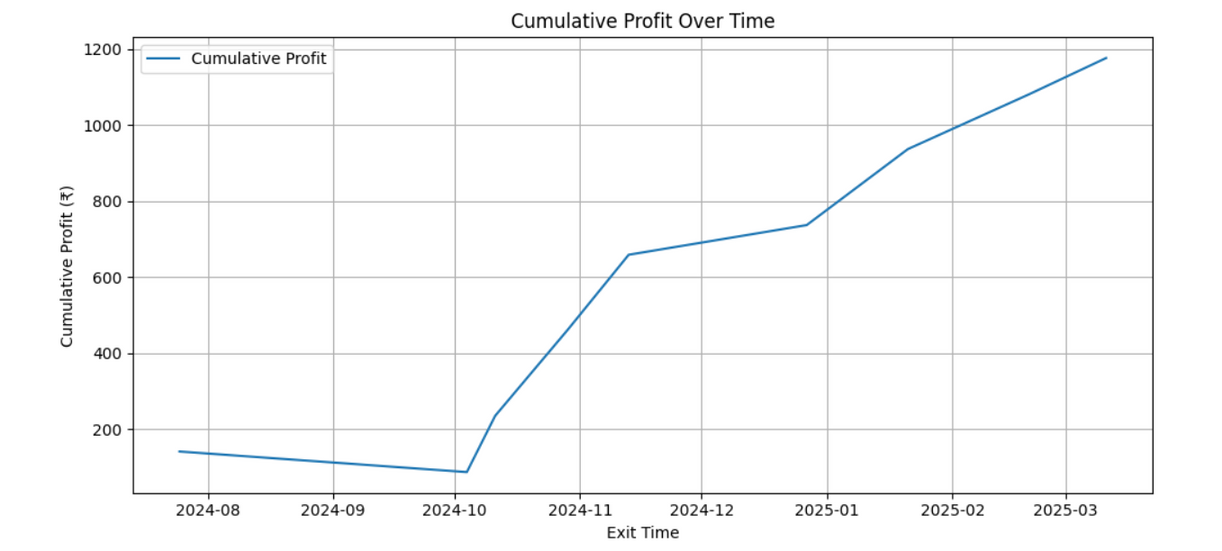 Cumulative Profit Over Time
Cumulative Profit
1200
1000
800
600
400
200
Cumulative Profit (₹)
2024-08 2024-09 2024-10 2024-11 2024-12 2025-01 2025-02 2025-03
Exit Time